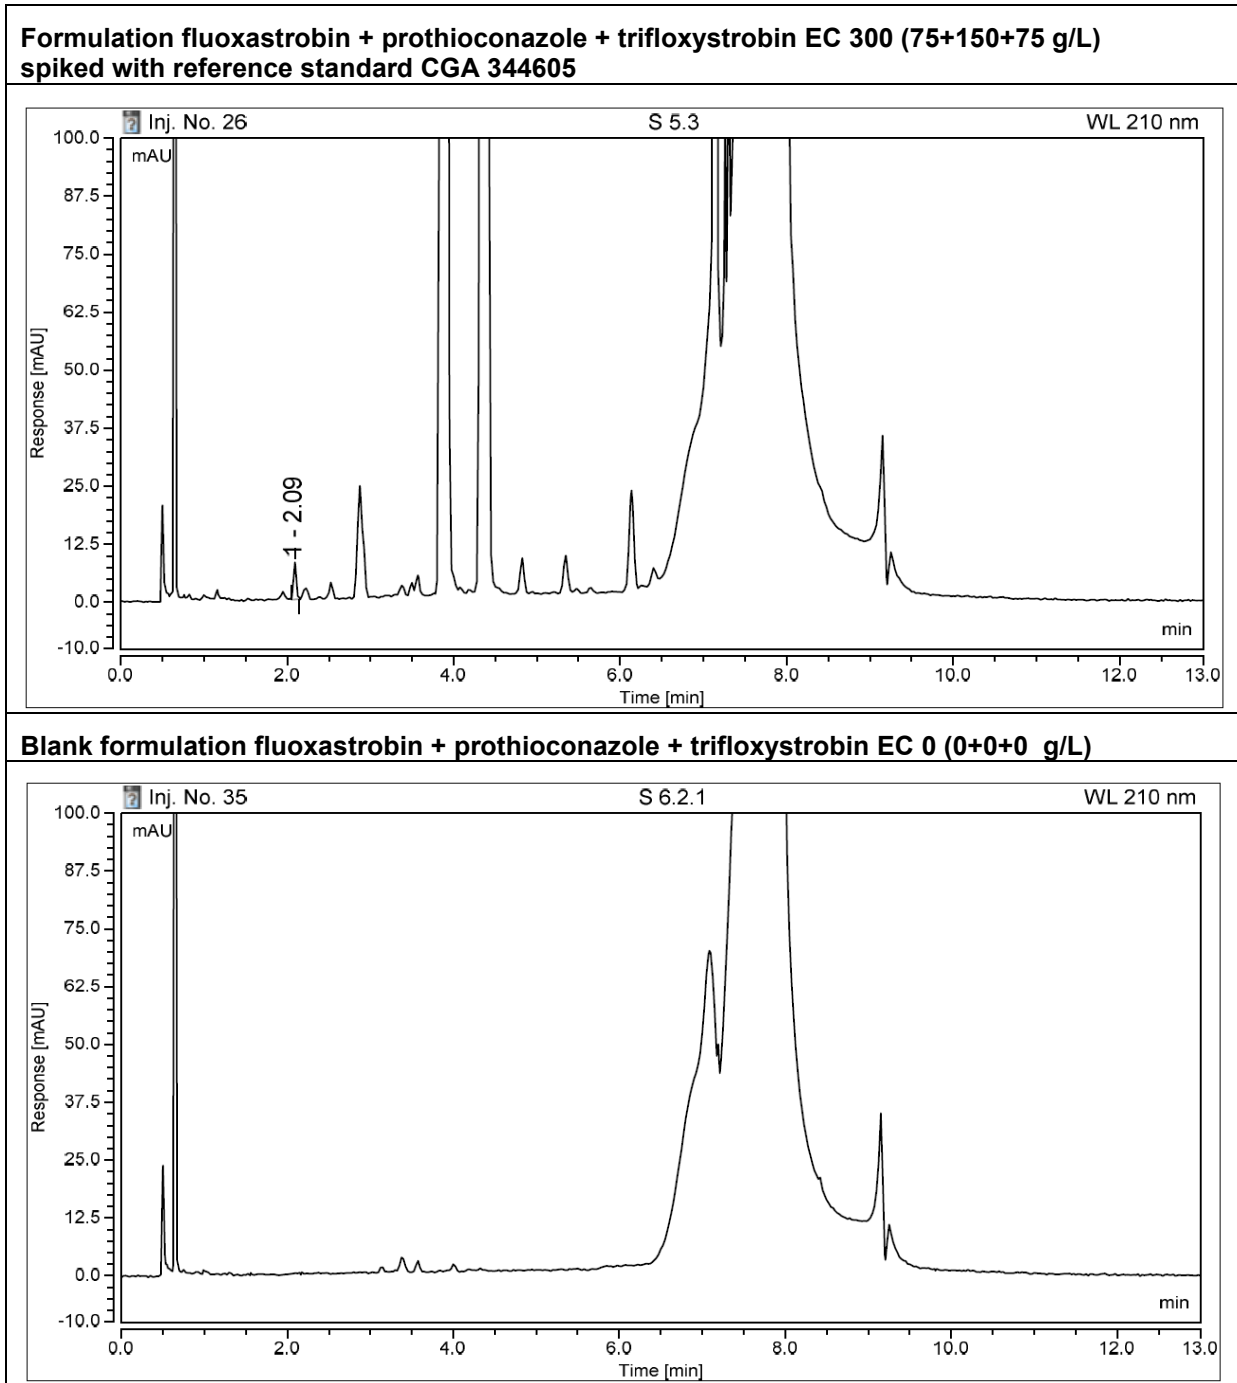 Formulation fluoxastrobin + prothioconazole + trifloxystrobin EC 300 (75+150+75 g/L)
spiked with reference standard CGA 344605
Inj. No. 26 S 5.3 WL 210 nm
mAU
100.0
87.5
75.0
62.5
50.0
37.5
25.0
12.5
0.0
-10.0
Response [mAU]
1 - 2.09
min
0.0 2.0 4.0 6.0 8.0 10.0 12.0 13.0
Time [min]
Blank formulation fluoxastrobin + prothioconazole + trifloxystrobin EC 0 (0+0+0 g/L)
Inj. No. 35 S 6.2.1 WL 210 nm
mAU
100.0
87.5
75.0
62.5
50.0
37.5
25.0
12.5
0.0
-10.0
Response [mAU]
min
0.0 2.0 4.0 6.0 8.0 10.0 12.0 13.0
Time [min]